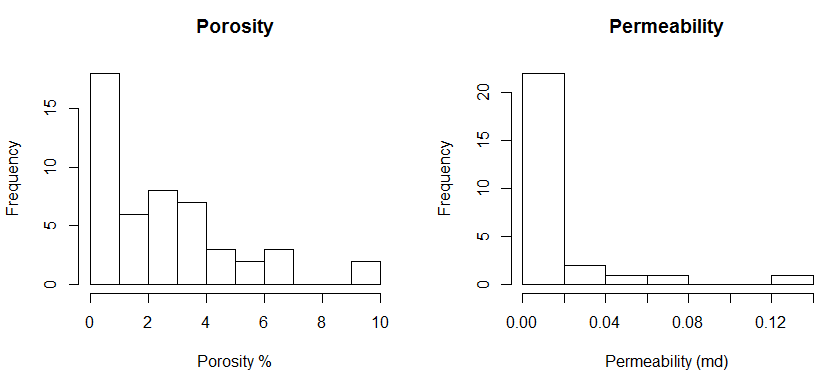 Porosity
Frequency
0
5
10
15
0 2 4 6 8 10
Porosity %
Permeability
Frequency
0
5
10
15
20
0.00 0.04 0.08 0.12
Permeability (md)